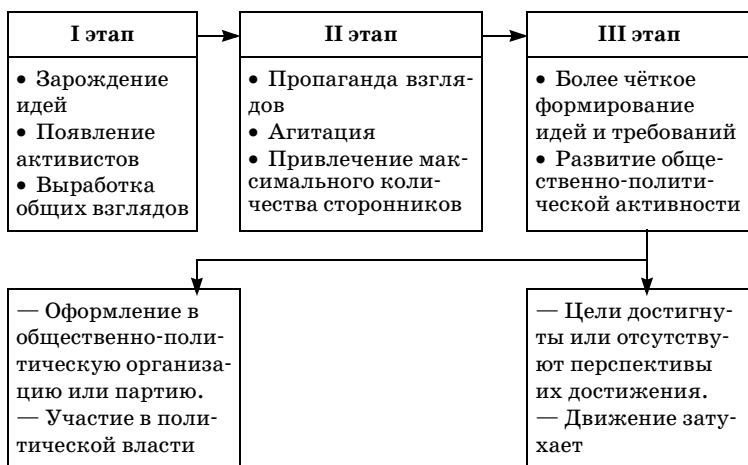 I этап
• Зарождение
идей
• Появление
активистов
• Выработка
общих взглядов
II этап
• Пропаганда взгля-
дов
• Агитация
• Привлечение мак-
симального коли-
чества сторонников
III этап
• Более чёткое
формирование
идей и требований
• Развитие обще-
ственно-полити-
ческой активности
— Оформление в
общественно-поли-
тическую организа-
цию или партию.
— Участие в поли-
тической власти
— Цели достигну-
ты или отсутству-
ют перспективы
их достижения.
— Движение зату-
хает